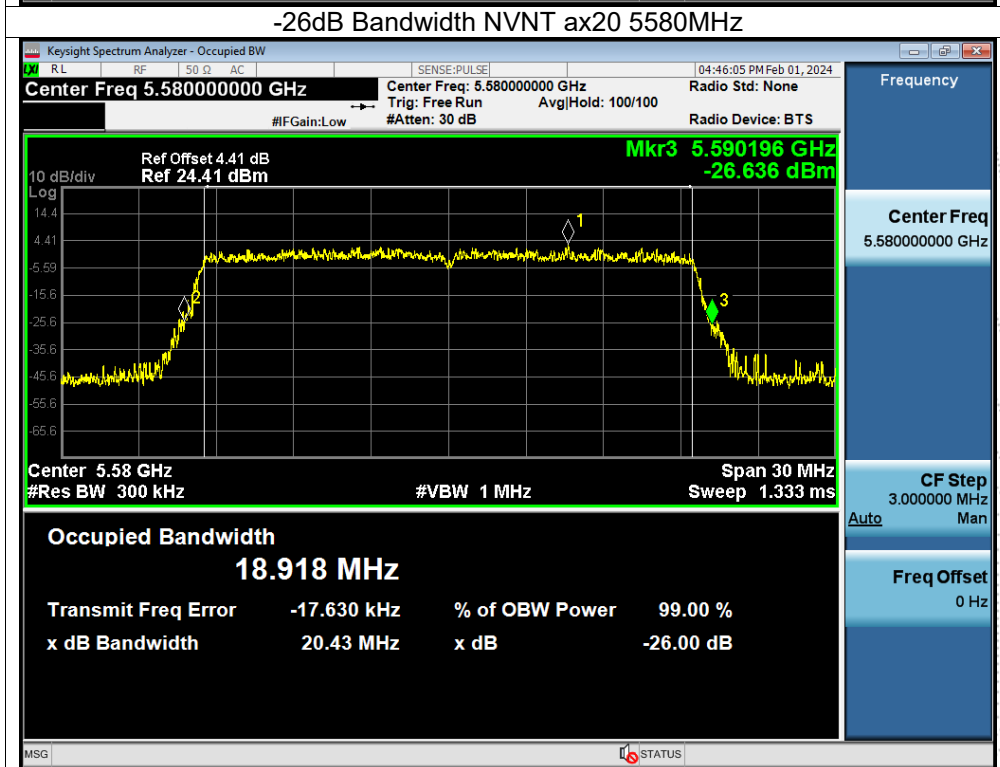 -26dB Bandwidth NVNT ax20 5580MHz
Keysight Spectrum Analyzer - Occupied BW
LXI RL RF 50 Ω AC SENSE:PULSE 04:46:05 PM Feb 01, 2024
Center Freq 5.580000000 GHz
Center Freq: 5.580000000 GHz Radio Std: None
Trig: Free Run Avg|Hold: 100/100
#IFGain:Low #Atten: 30 dB Radio Device: BTS
Frequency
Mkr3 5.590196 GHz
-26.636 dBm
Ref Offset 4.41 dB
10 dB/div Ref 24.41 dBm
Log
14.4
4.41
-5.59
-15.6
-25.6
-35.6
-45.6
-55.6
-65.6
1
2
3
Center 5.58 GHz Span 30 MHz
#Res BW 300 kHz #VBW 1 MHz Sweep 1.333 ms
Center Freq
5.580000000 GHz
CF Step
3.000000 MHz
Auto Man
Freq Offset
0 Hz
Occupied Bandwidth
18.918 MHz
Transmit Freq Error -17.630 kHz % of OBW Power 99.00 %
x dB Bandwidth 20.43 MHz x dB -26.00 dB
MSG STATUS